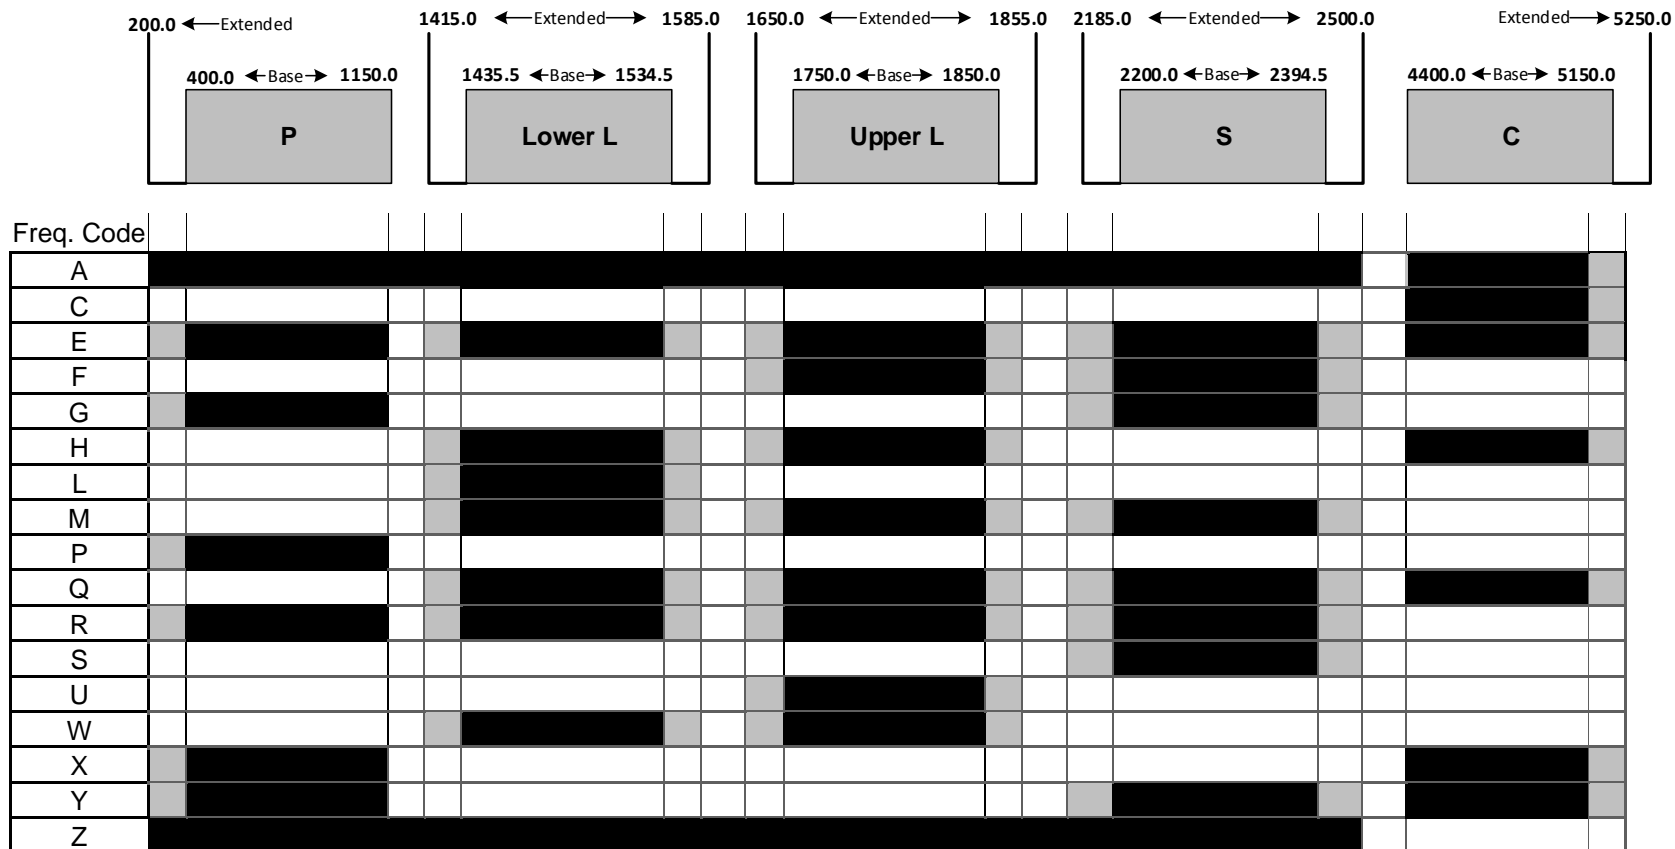 200.0 Extended 1415.0 Extended 1585.0 1650.0 Extended 1855.0 2185.0 Extended 2500.0 Extended 5250.0
400.0 Base 1150.0 1435.5 Base 1534.5 1750.0 Base 1850.0 2200.0 Base 2394.5 4400.0 Base 5150.0
P Lower L Upper L S C
Freq. Code
A
C
E
F
G
H
L
M
P
Q
R
S
U
W
X
Y
Z